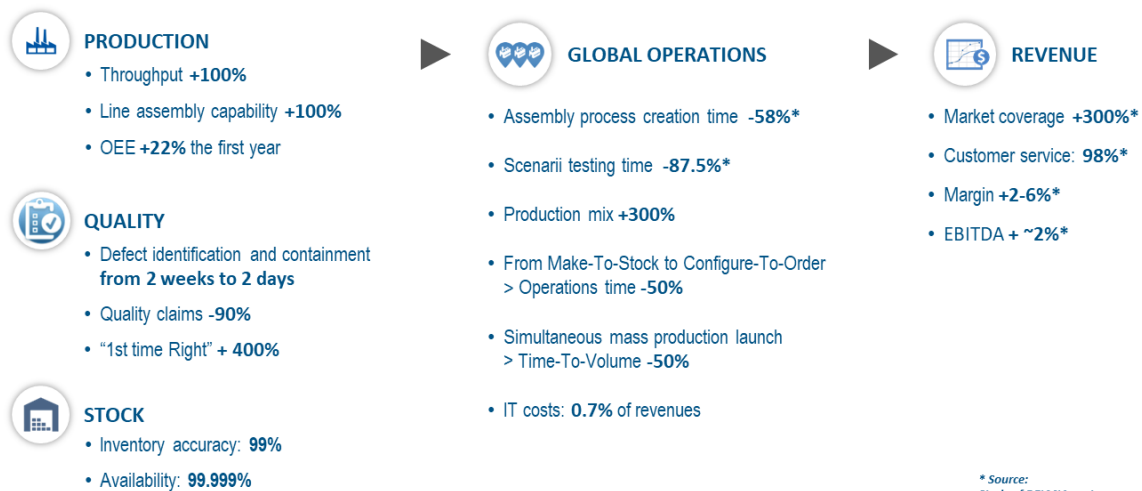 PRODUCTION
• Throughput +100%
• Line assembly capability +100%
• OEE +22% the first year
QUALITY
• Defect identification and containment
from 2 weeks to 2 days
• Quality claims -90%
• “1st time Right” + 400%
STOCK
• Inventory accuracy: 99%
• Availability: 99.999%
GLOBAL OPERATIONS
• Assembly process creation time -58%*
• Scenarii testing time -87.5%*
• Production mix +300%
• From Make-To-Stock to Configure-To-Order
> Operations time -50%
• Simultaneous mass production launch
> Time-To-Volume -50%
• IT costs: 0.7% of revenues
REVENUE
• Market coverage +300%*
• Customer service: 98%*
• Margin +2-6%*
• EBITDA + ~2%*
* Source: